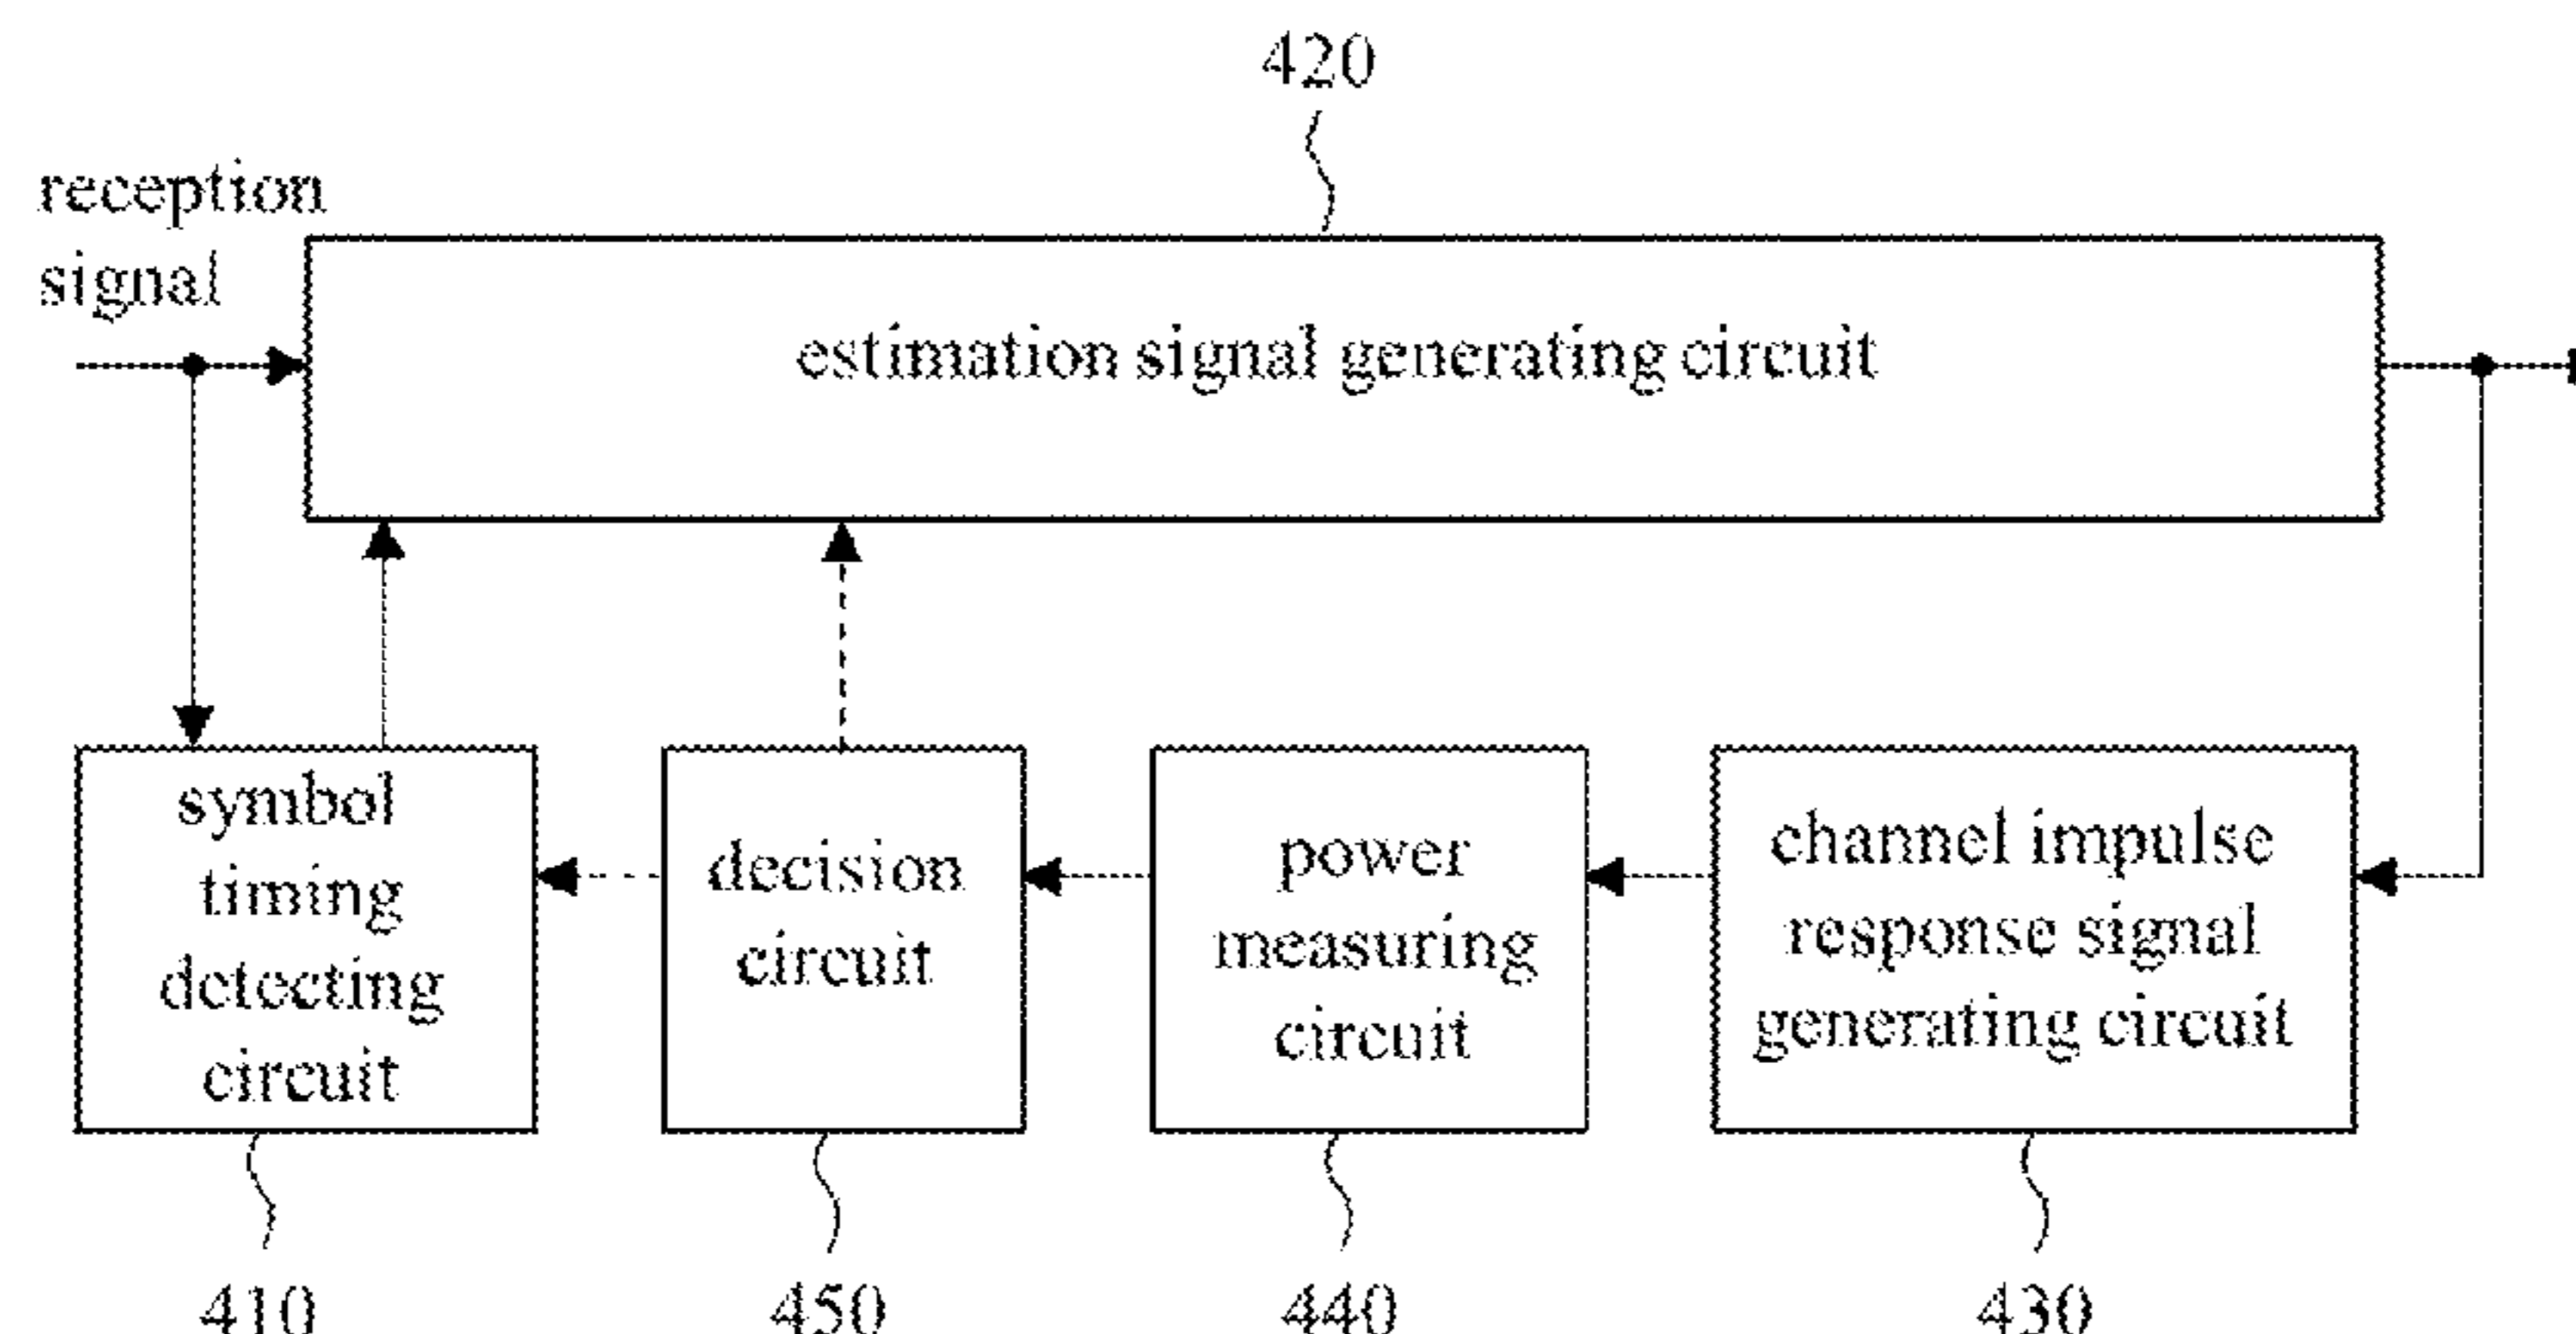 420
reception
signal
estimation signal generating circuit
symbol
timing
detecting
circuit
decision
circuit
power
measuring
circuit
channel impulse
response signal
generating circuit
410
450
440
430